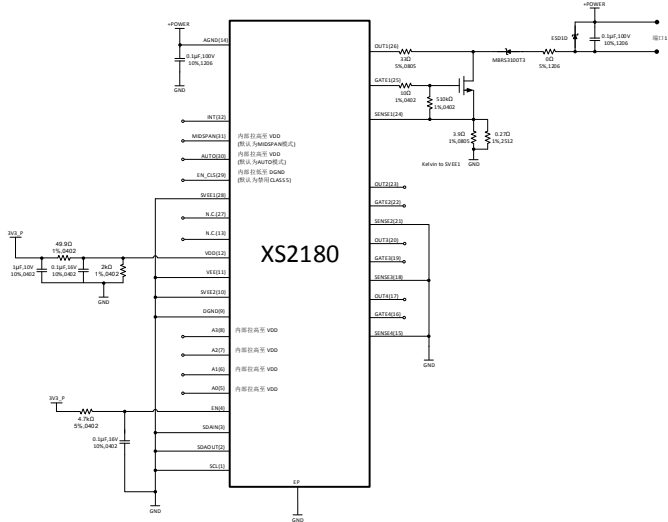 +POWER
AGND(14)
0.1μF,100V
10%,1206
GND
INT(32)
MIDSPAN(31)
内部拉高至 VDD
(默认为MIDSPAN模式)
AUTO(30)
内部拉高至 VDD
(默认为AUTO模式)
EN_CL5(29)
内部拉低至 DGND
(默认为禁用CLASS 5)
SVEE1(28)
N.C.(27)
N.C.(13)
3V3_P
49.9Ω
1%,0402
VDD(12)
1μF,10V
10%,0402
0.1μF,16V
10%,0402
2kΩ
1%,0402
GND
VEE(11)
SVEE2(10)
DGND(9)
A3(8)
内部拉高至 VDD
A2(7)
内部拉高至 VDD
A1(6)
内部拉高至 VDD
A0(5)
内部拉高至 VDD
3V3_P
4.7kΩ
5%,0402
EN(4)
0.1μF,16V
10%,0402
SDAIN(3)
SDAOUT(2)
SCL(1)
GND
XS2180
EP
GND
OUT1(26)
33Ω
5%,0805
MBRS3100T3
0Ω
5%,1206
ESD1D
+POWER
0.1μF,100V
10%,1206
端口1
GATE1(25)
10Ω
1%,0402
510kΩ
1%,0402
SENSE1(24)
3.9Ω
1%,0805
0.27Ω
1%,2512
GND
Kelvin to SVEE1
OUT2(23)
GATE2(22)
SENSE2(21)
OUT3(20)
GATE3(19)
SENSE3(18)
OUT4(17)
GATE4(16)
SENSE4(15)
GND